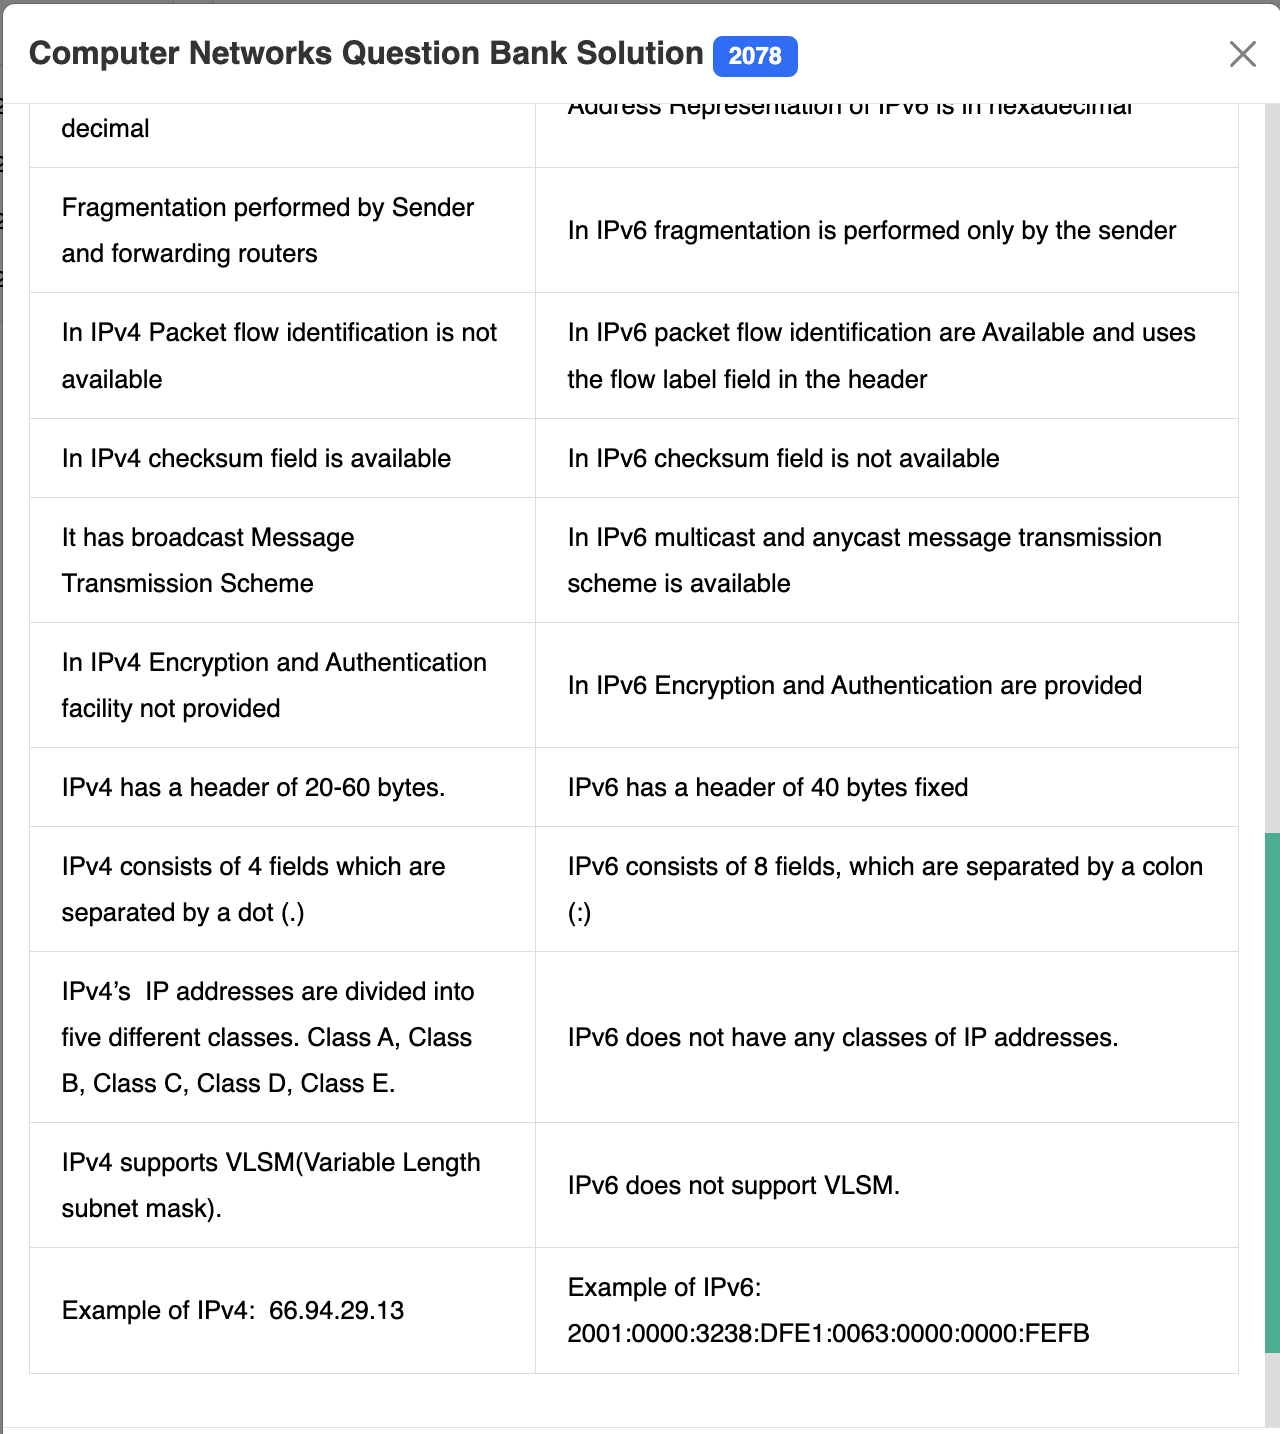 Computer Networks Question Bank Solution 2078
decimal
Address Representation of IPv6 is in hexadecimal
Fragmentation performed by Sender
and forwarding routers
In IPv6 fragmentation is performed only by the sender
In IPv4 Packet flow identification is not
available
In IPv6 packet flow identification are Available and uses
the flow label field in the header
In IPv4 checksum field is available
In IPv6 checksum field is not available
It has broadcast Message
Transmission Scheme
In IPv6 multicast and anycast message transmission
scheme is available
In IPv4 Encryption and Authentication
facility not provided
In IPv6 Encryption and Authentication are provided
IPv4 has a header of 20-60 bytes.
IPv6 has a header of 40 bytes fixed
IPv4 consists of 4 fields which are
separated by a dot (.)
IPv6 consists of 8 fields, which are separated by a colon
(:)
IPv4’s  IP addresses are divided into
five different classes. Class A, Class
B, Class C, Class D, Class E.
IPv6 does not have any classes of IP addresses.
IPv4 supports VLSM(Variable Length
subnet mask).
IPv6 does not support VLSM.
Example of IPv4:  66.94.29.13
Example of IPv6:
2001:0000:3238:DFE1:0063:0000:0000:FEFB